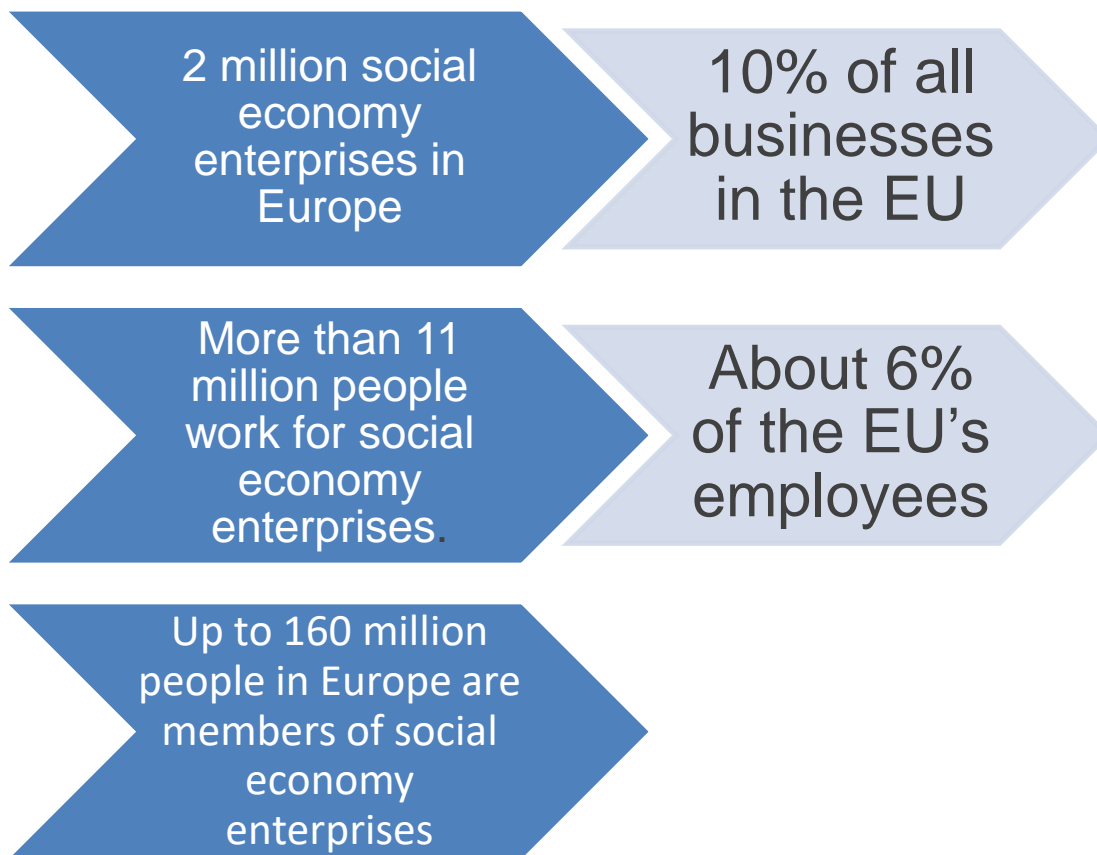 2 million social
economy
enterprises in
Europe
10% of all
businesses
in the EU
More than 11
million people
work for social
economy
enterprises.
About 6%
of the EU’s
employees
Up to 160 million
people in Europe are
members of social
economy
enterprises